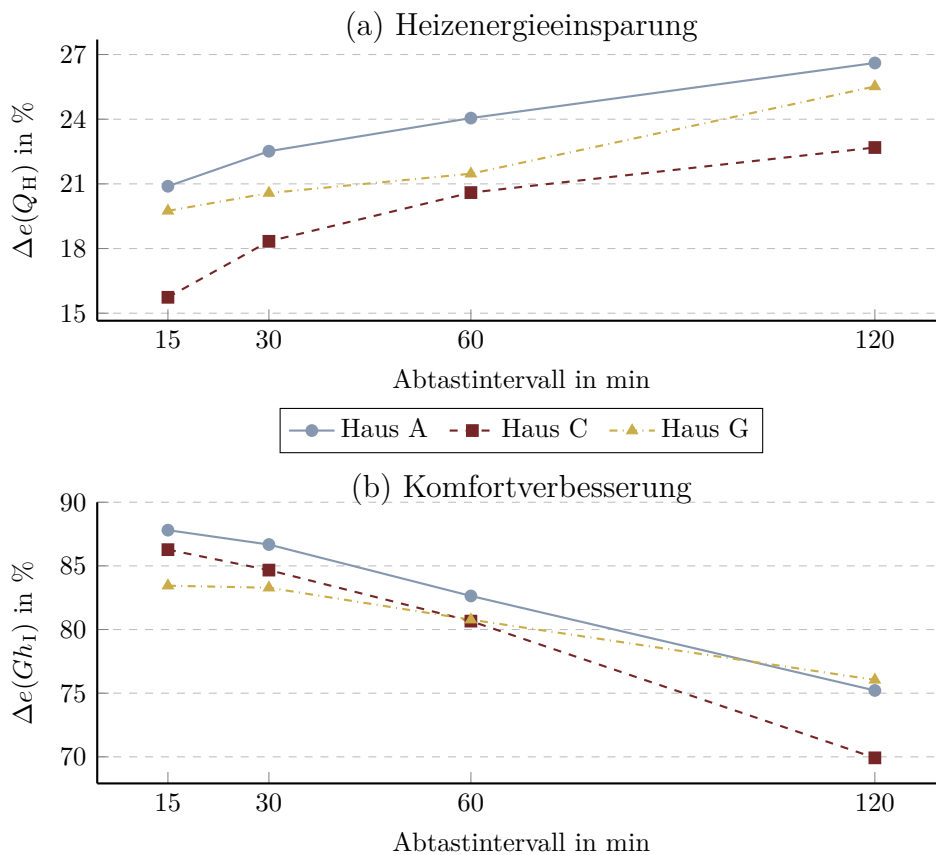 (a) Heizenergieeinsparung
Δe(Q_H) in %
27
24
21
18
15
15 30 60 120
Abtastintervall in min
Haus A Haus C Haus G
(b) Komfortverbesserung
Δe(Gh_I) in %
90
85
80
75
70
15 30 60 120
Abtastintervall in min